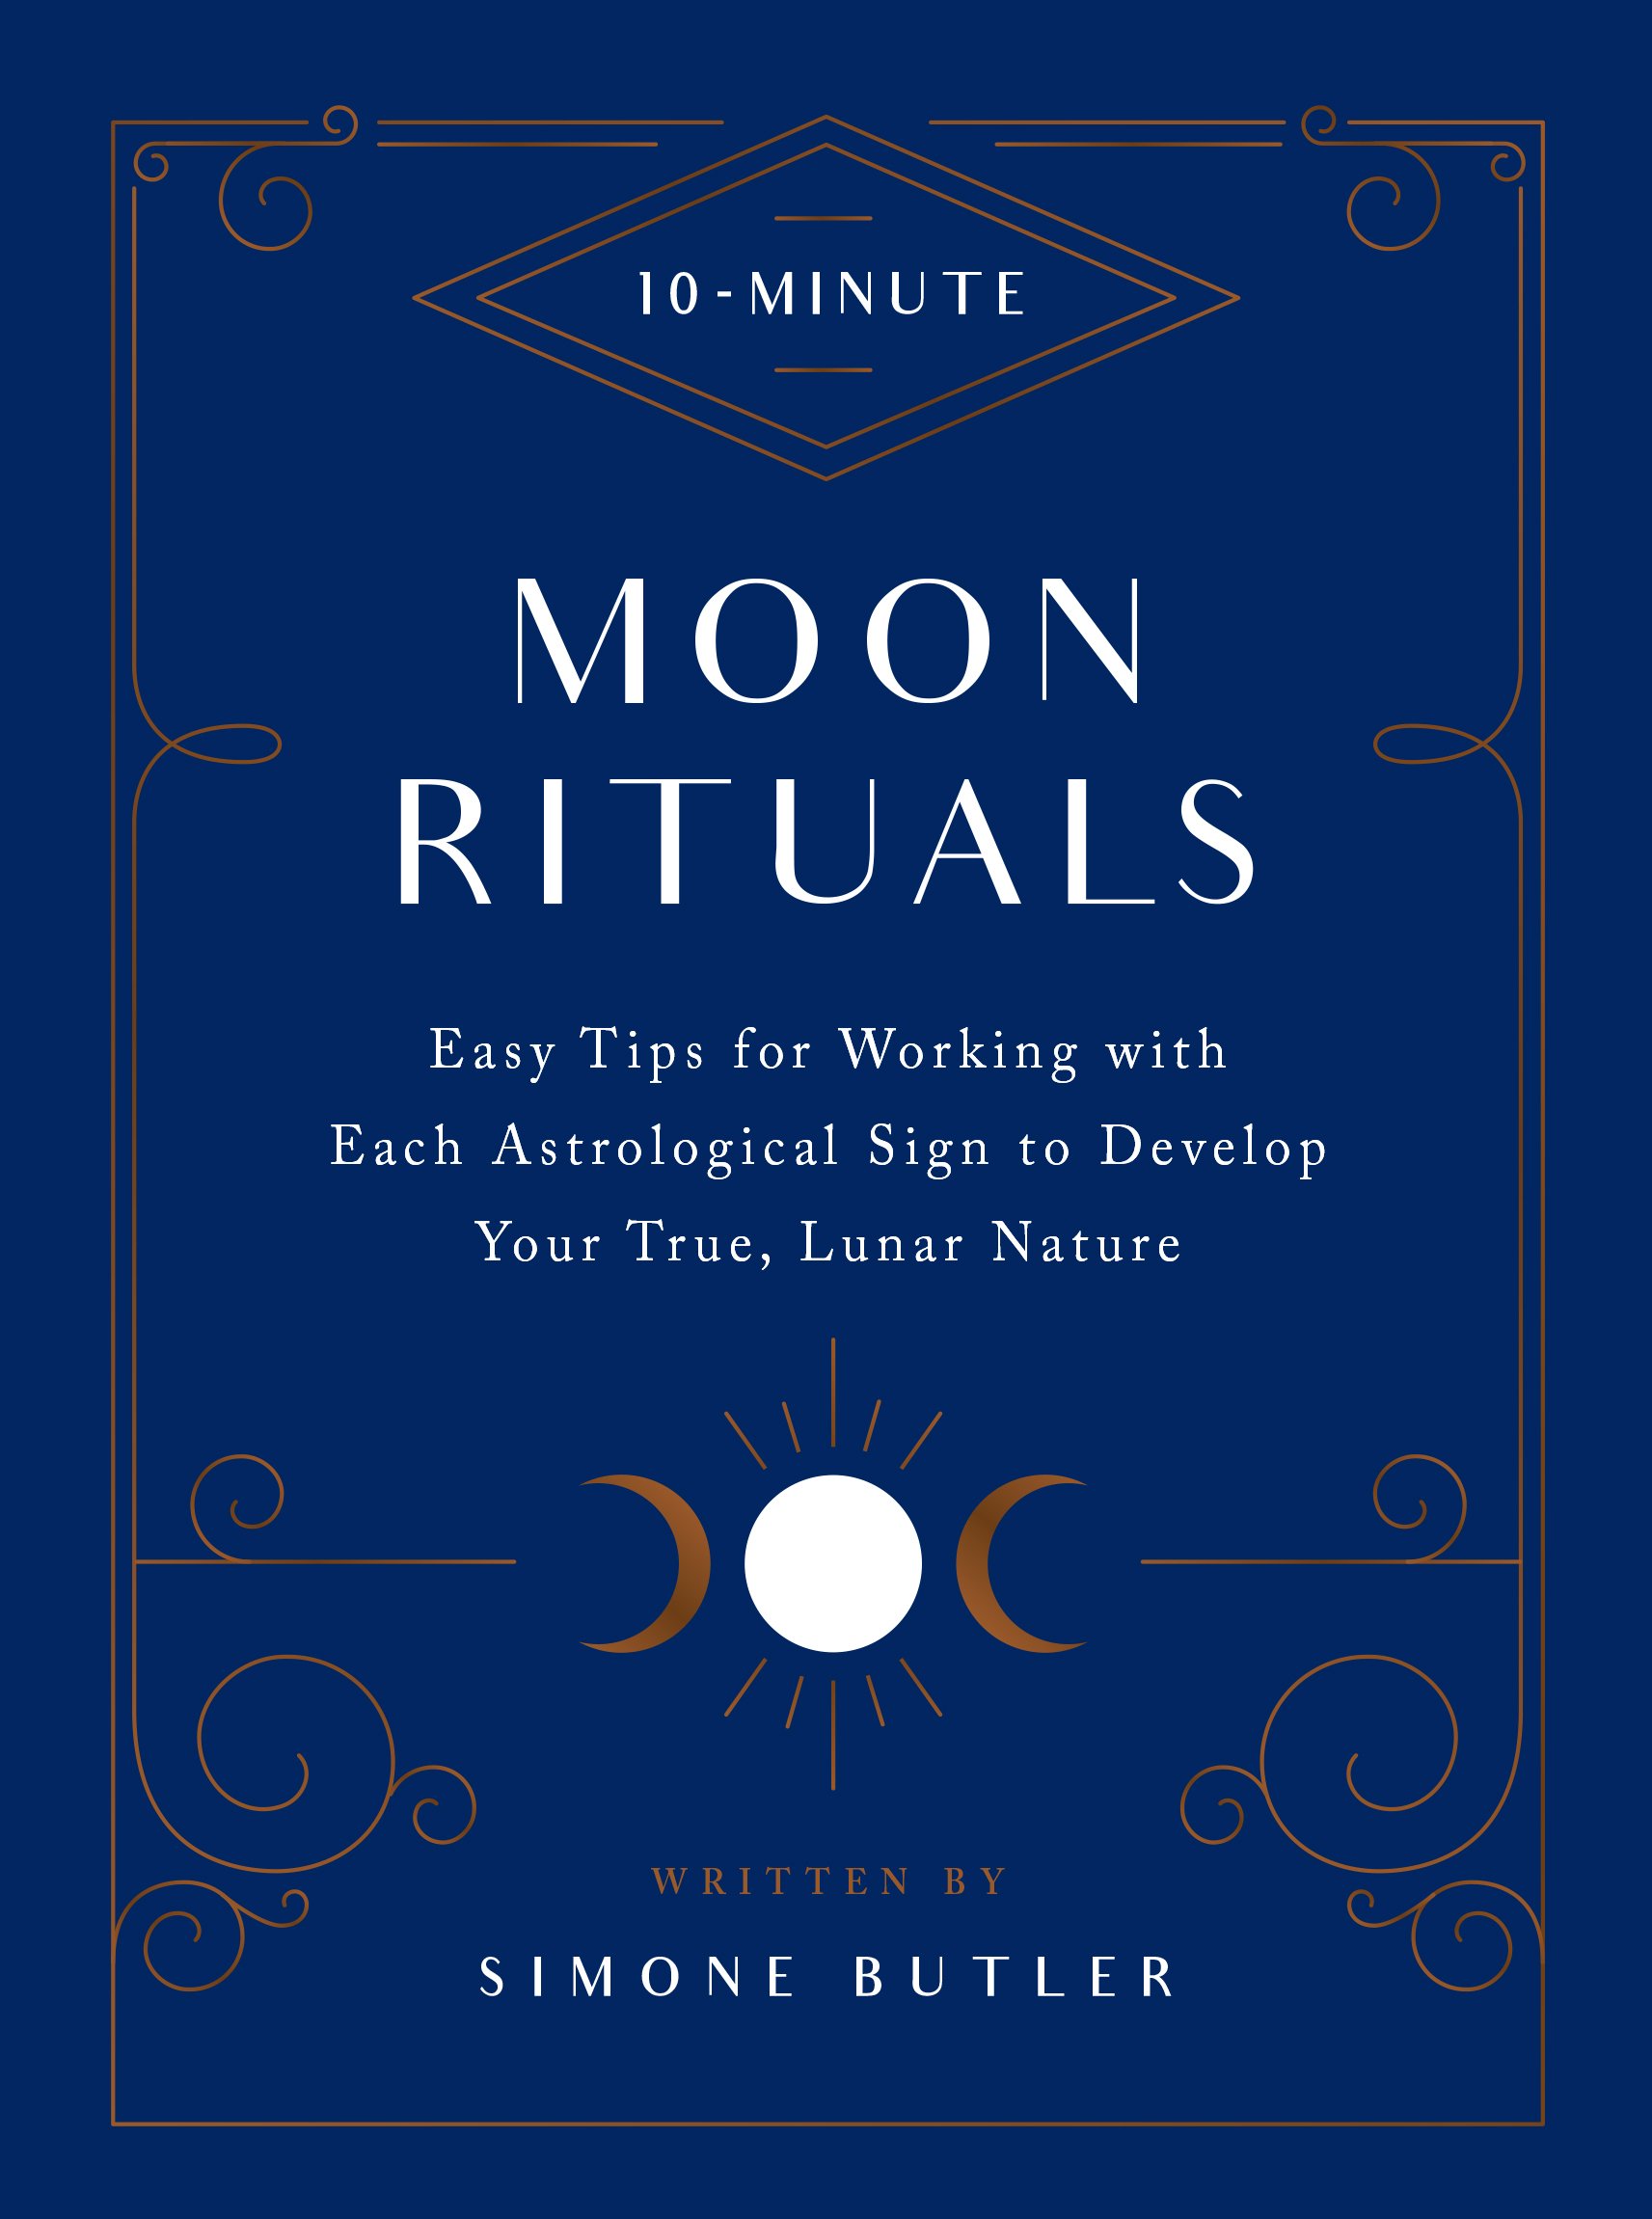 10-MINUTE
MOON
RITUALS
Easy Tips for Working with
Each Astrological Sign to Develop
Your True, Lunar Nature
WRITTEN BY
SIMONE BUTLER